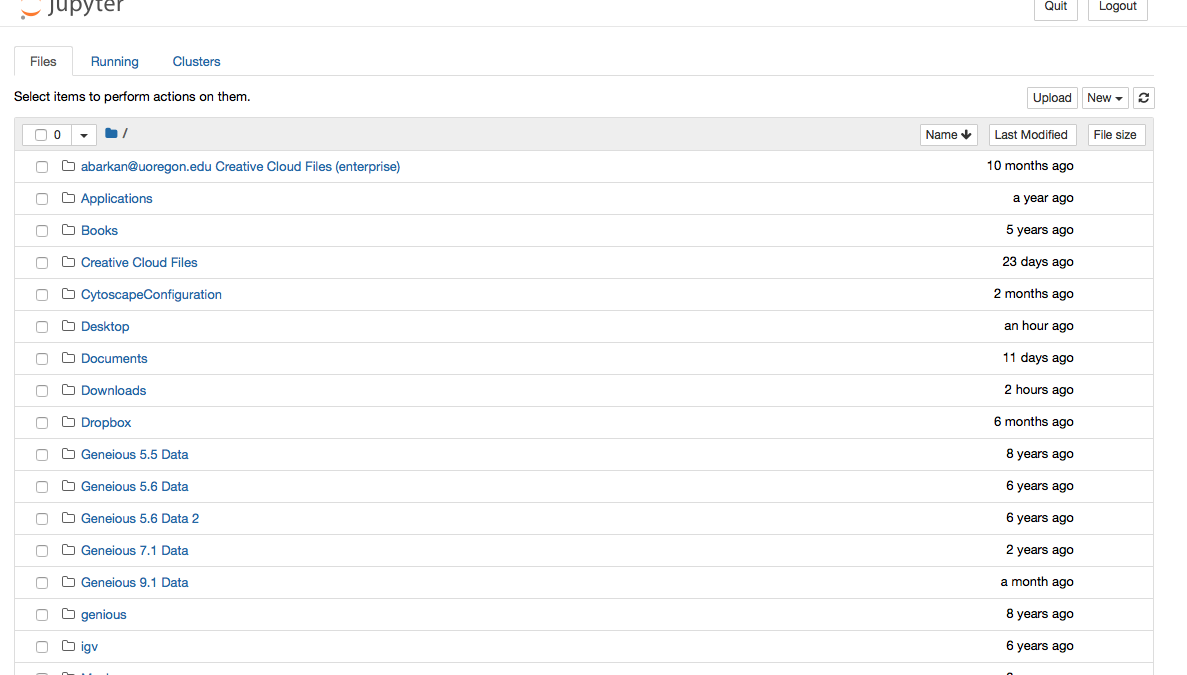 jupyter
Quit Logout
Files Running Clusters
Select items to perform actions on them.
Upload New
0 / Name Last Modified File size
abarkan@uoregon.edu Creative Cloud Files (enterprise) 10 months ago
Applications a year ago
Books 5 years ago
Creative Cloud Files 23 days ago
CytoscapeConfiguration 2 months ago
Desktop an hour ago
Documents 11 days ago
Downloads 2 hours ago
Dropbox 6 months ago
Geneious 5.5 Data 8 years ago
Geneious 5.6 Data 6 years ago
Geneious 5.6 Data 2 6 years ago
Geneious 7.1 Data 2 years ago
Geneious 9.1 Data a month ago
genious 8 years ago
igv 6 years ago